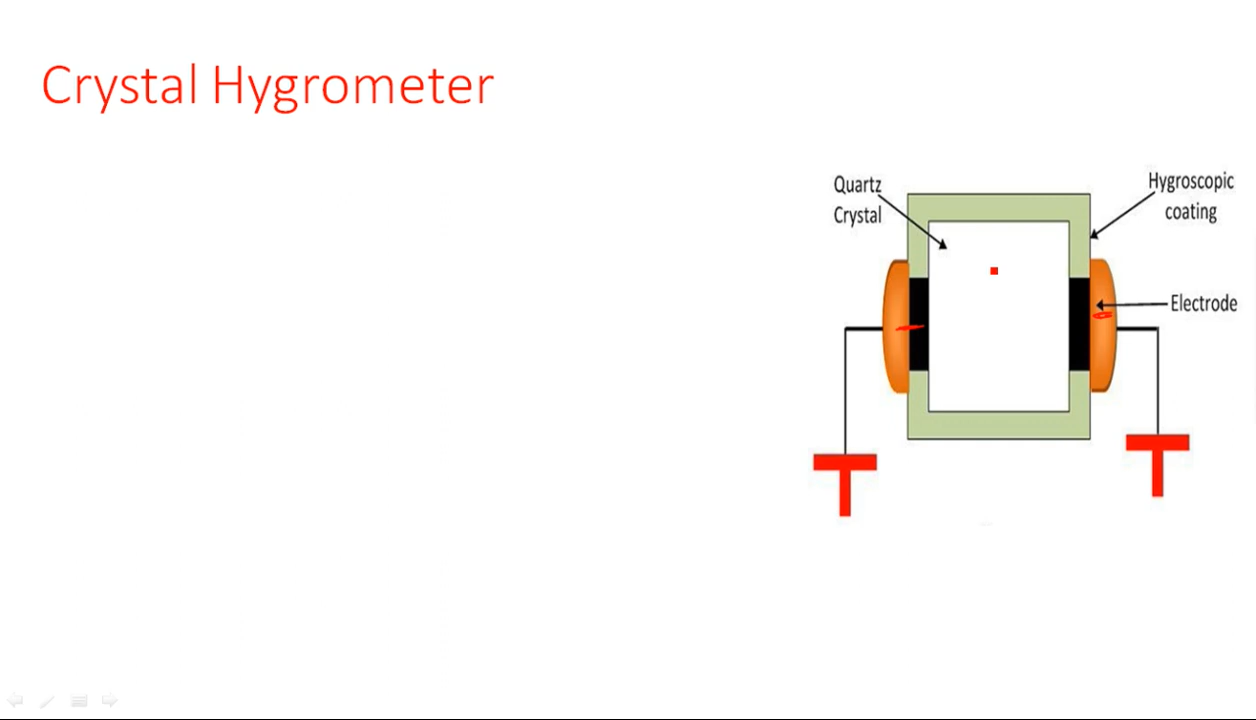 Crystal Hygrometer
Quartz
Crystal
Hygroscopic
coating
Electrode